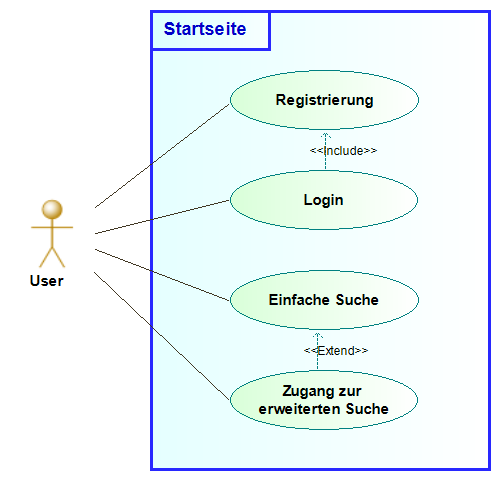 Startseite
Registrierung
<<Include>>
Login
User
Einfache Suche
<<Extend>>
Zugang zur
erweiterten Suche